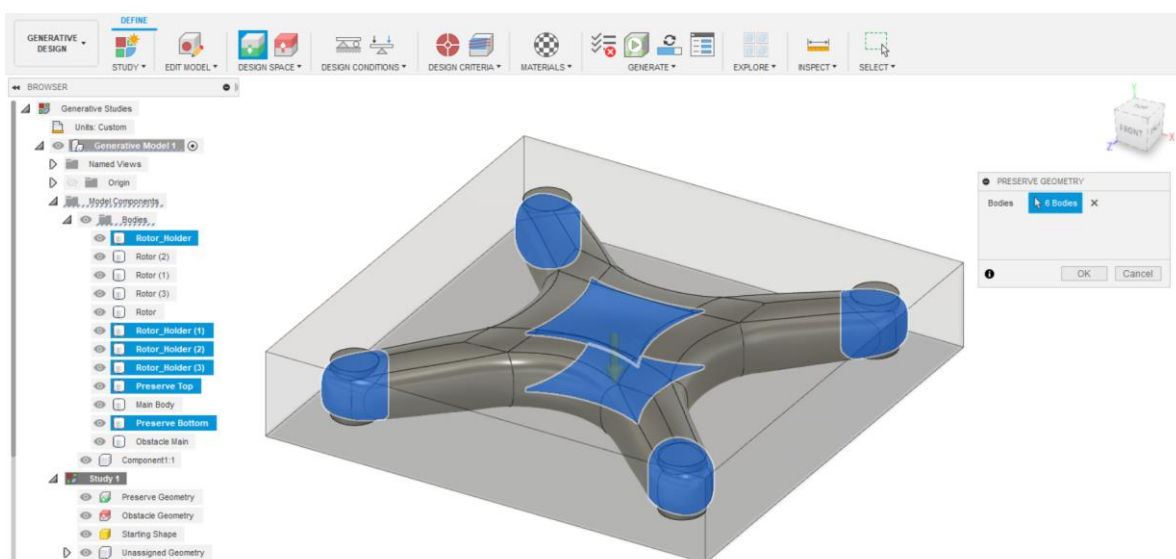 DEFINE
GENERATIVE DESIGN
STUDY
EDIT MODEL
DESIGN SPACE
DESIGN CONDITIONS
DESIGN CRITERIA
MATERIALS
GENERATE
EXPLORE
INSPECT
SELECT
BROWSER
Generative Studies
Units: Custom
Generative Model 1
Named Views
Origin
Model Components
Bodies
Rotor_Holder
Rotor (2)
Rotor (1)
Rotor (3)
Rotor
Rotor_Holder (1)
Rotor_Holder (2)
Rotor_Holder (3)
Preserve Top
Main Body
Preserve Bottom
Obstacle Main
Component1:1
Study 1
Preserve Geometry
Obstacle Geometry
Starting Shape
Unassigned Geometry
Y
FRONT
Z
X
PRESERVE GEOMETRY
Bodies 6 Bodies
OK Cancel